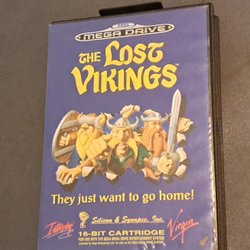 SEGA
MEGA DRIVE
THE LOST
VIKINGS
They just want to go home!
Interplay
Silicon & Synapse, Inc.
Virgin
16-BIT CARTRIDGE